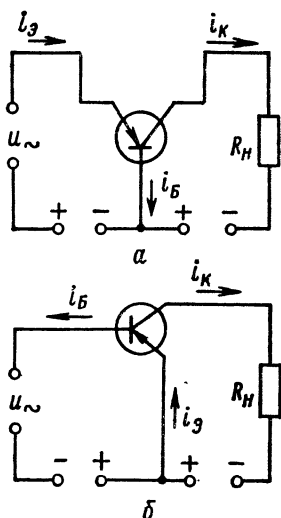 iэ iк
u~ Rн
iБ
+ − + −
а
iБ iк
u~ Rн
iэ
− + + −
б